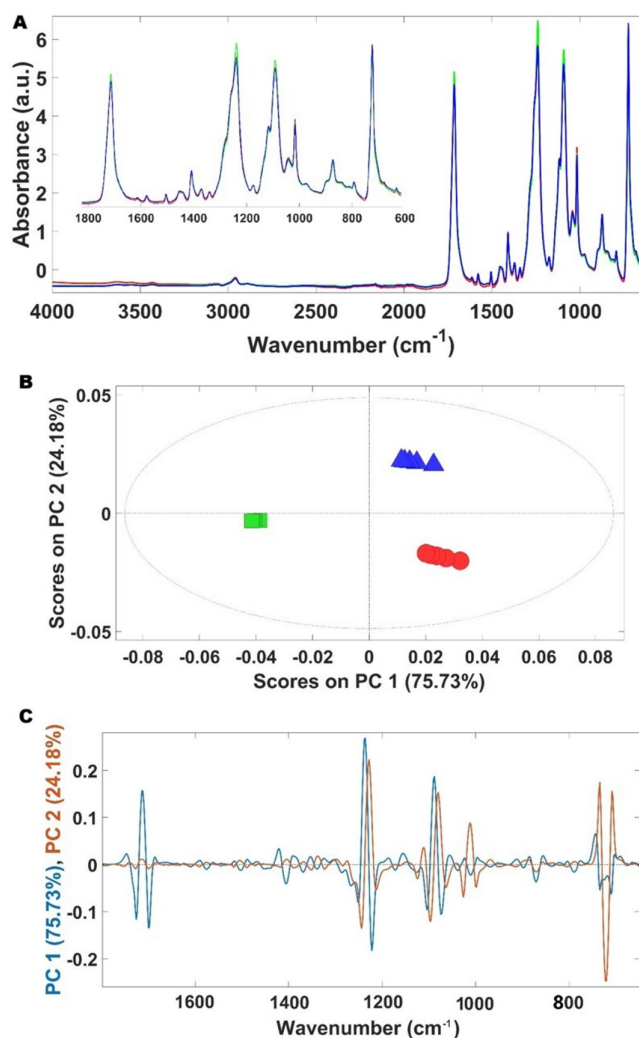 A
Absorbance (a.u.)
6
5
4
3
2
1
0
1800 1600 1400 1200 1000 800 600
4000 3500 3000 2500 2000 1500 1000
Wavenumber (cm-1)
B
Scores on PC 2 (24.18%)
0.05
0
-0.05
-0.08 -0.06 -0.04 -0.02 0 0.02 0.04 0.06 0.08
Scores on PC 1 (75.73%)
C
PC 1 (75.73%), PC 2 (24.18%)
0.2
0.1
0
-0.1
-0.2
1600 1400 1200 1000 800
Wavenumber (cm-1)